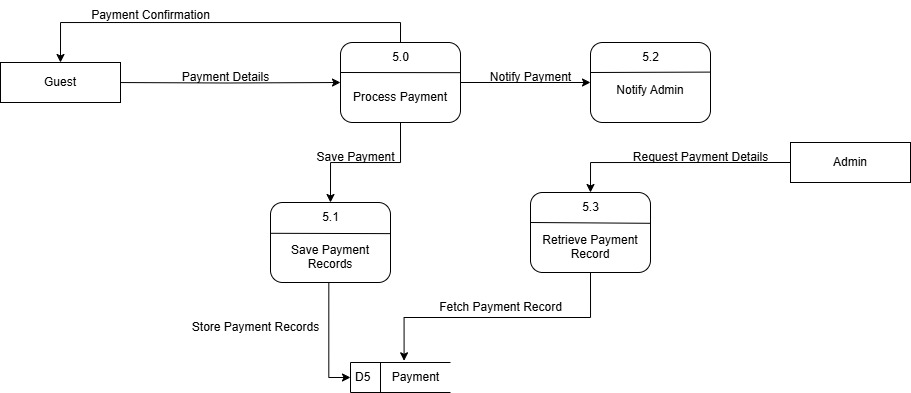 Payment Confirmation
5.0
5.2
Guest
Payment Details
Process Payment
Notify Payment
Notify Admin
Save Payment
Request Payment Details
Admin
5.1
5.3
Save Payment
Records
Retrieve Payment
Record
Fetch Payment Record
Store Payment Records
D5
Payment